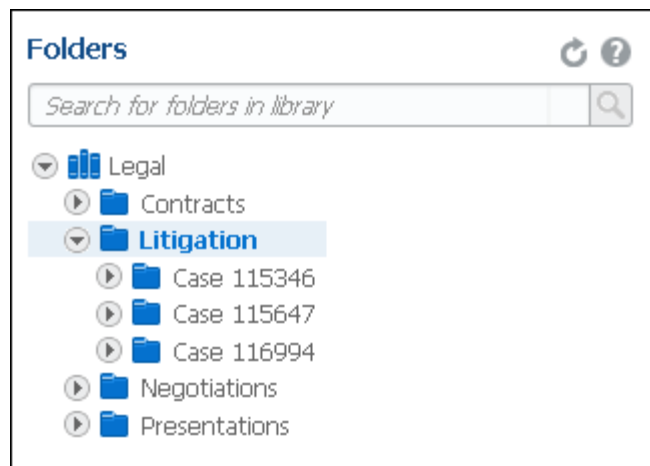 Folders
Search for folders in library
Legal
Contracts
Litigation
Case 115346
Case 115647
Case 116994
Negotiations
Presentations